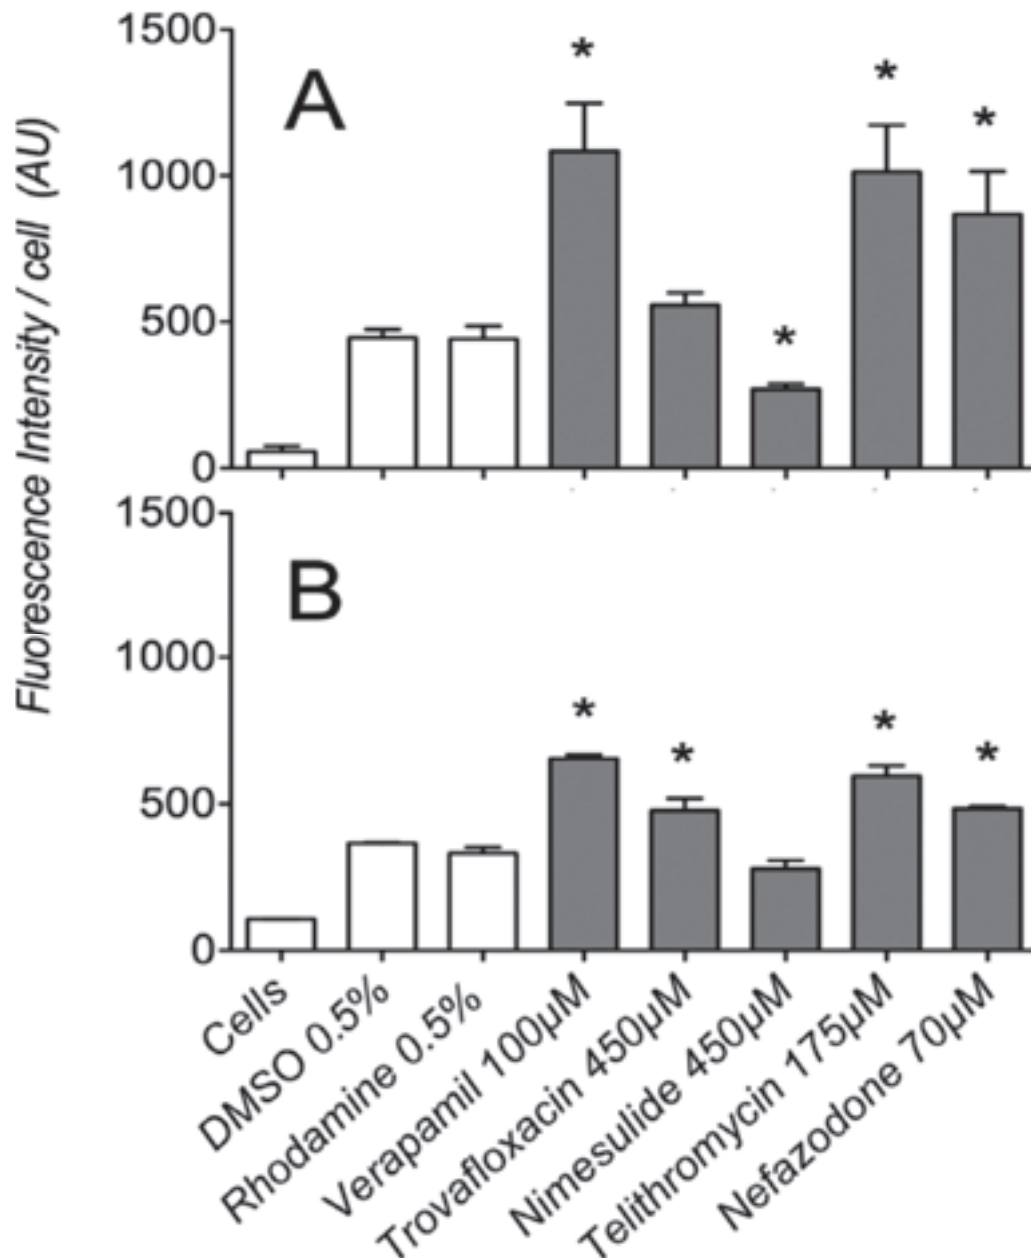 Fluorescence Intensity / cell (AU)
A
1500
1000
500
0
* * * *
B
1500
1000
500
0
* * * *
Cells
DMSO 0.5%
Rhodamine 0.5%
Verapamil 100µM
Trovafloxacin 450µM
Nimesulide 450µM
Telithromycin 175µM
Nefazodone 70µM